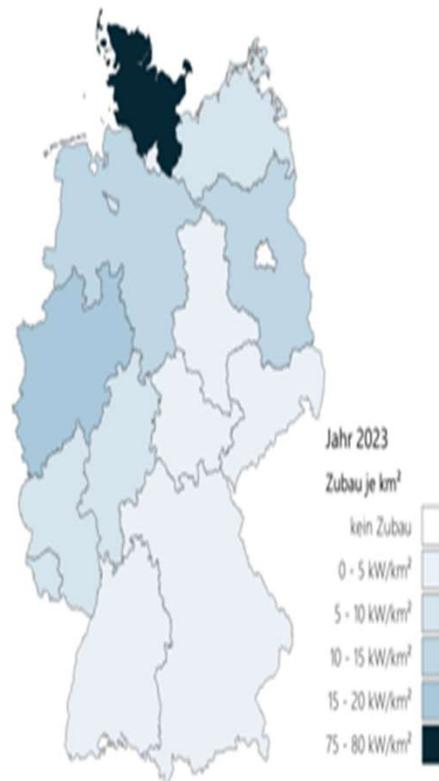 Jahr 2023
Zubau je km²
kein Zubau
0 - 5 kW/km²
5 - 10 kW/km²
10 - 15 kW/km²
15 - 20 kW/km²
75 - 80 kW/km²